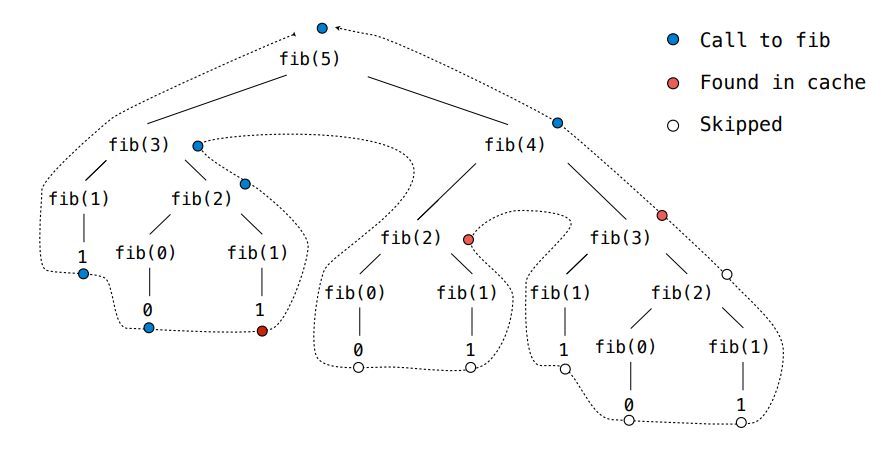 fib(5)
Call to fib
Found in cache
Skipped
fib(3)
fib(4)
fib(1)
fib(2)
fib(2)
fib(3)
1
fib(0)
fib(1)
fib(0)
fib(1)
fib(1)
fib(2)
0
1
0
1
1
fib(0)
fib(1)
0
1